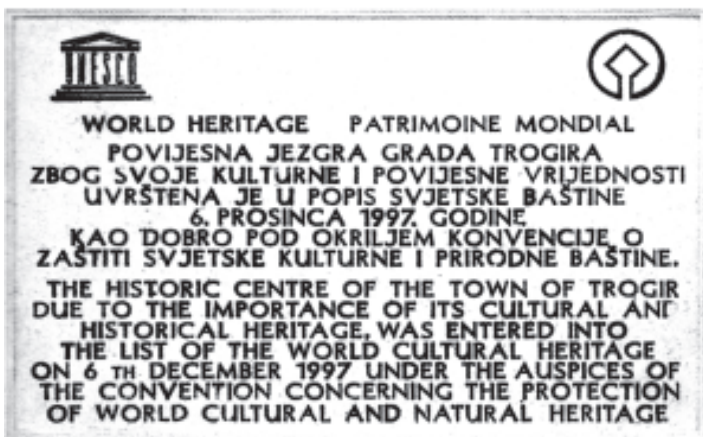 UNESCO
WORLD HERITAGE PATRIMOINE MONDIAL
POVIJESNA JEZGRA GRADA TROGIRA
ZBOG SVOJE KULTURNE I POVIJESNE VRIJEDNOSTI
UVRŠTENA JE U POPIS SVJETSKE BAŠTINE
6. PROSINCA 1997. GODINE
KAO DOBRO POD OKRILJEM KONVENCIJE O
ZAŠTITI SVJETSKE KULTURNE I PRIRODNE BAŠTINE.
THE HISTORIC CENTRE OF THE TOWN OF TROGIR
DUE TO THE IMPORTANCE OF ITS CULTURAL AND
HISTORICAL HERITAGE, WAS ENTERED INTO
THE LIST OF THE WORLD CULTURAL HERITAGE
ON 6 TH DECEMBER 1997 UNDER THE AUSPICES OF
THE CONVENTION CONCERNING THE PROTECTION
OF WORLD CULTURAL AND NATURAL HERITAGE